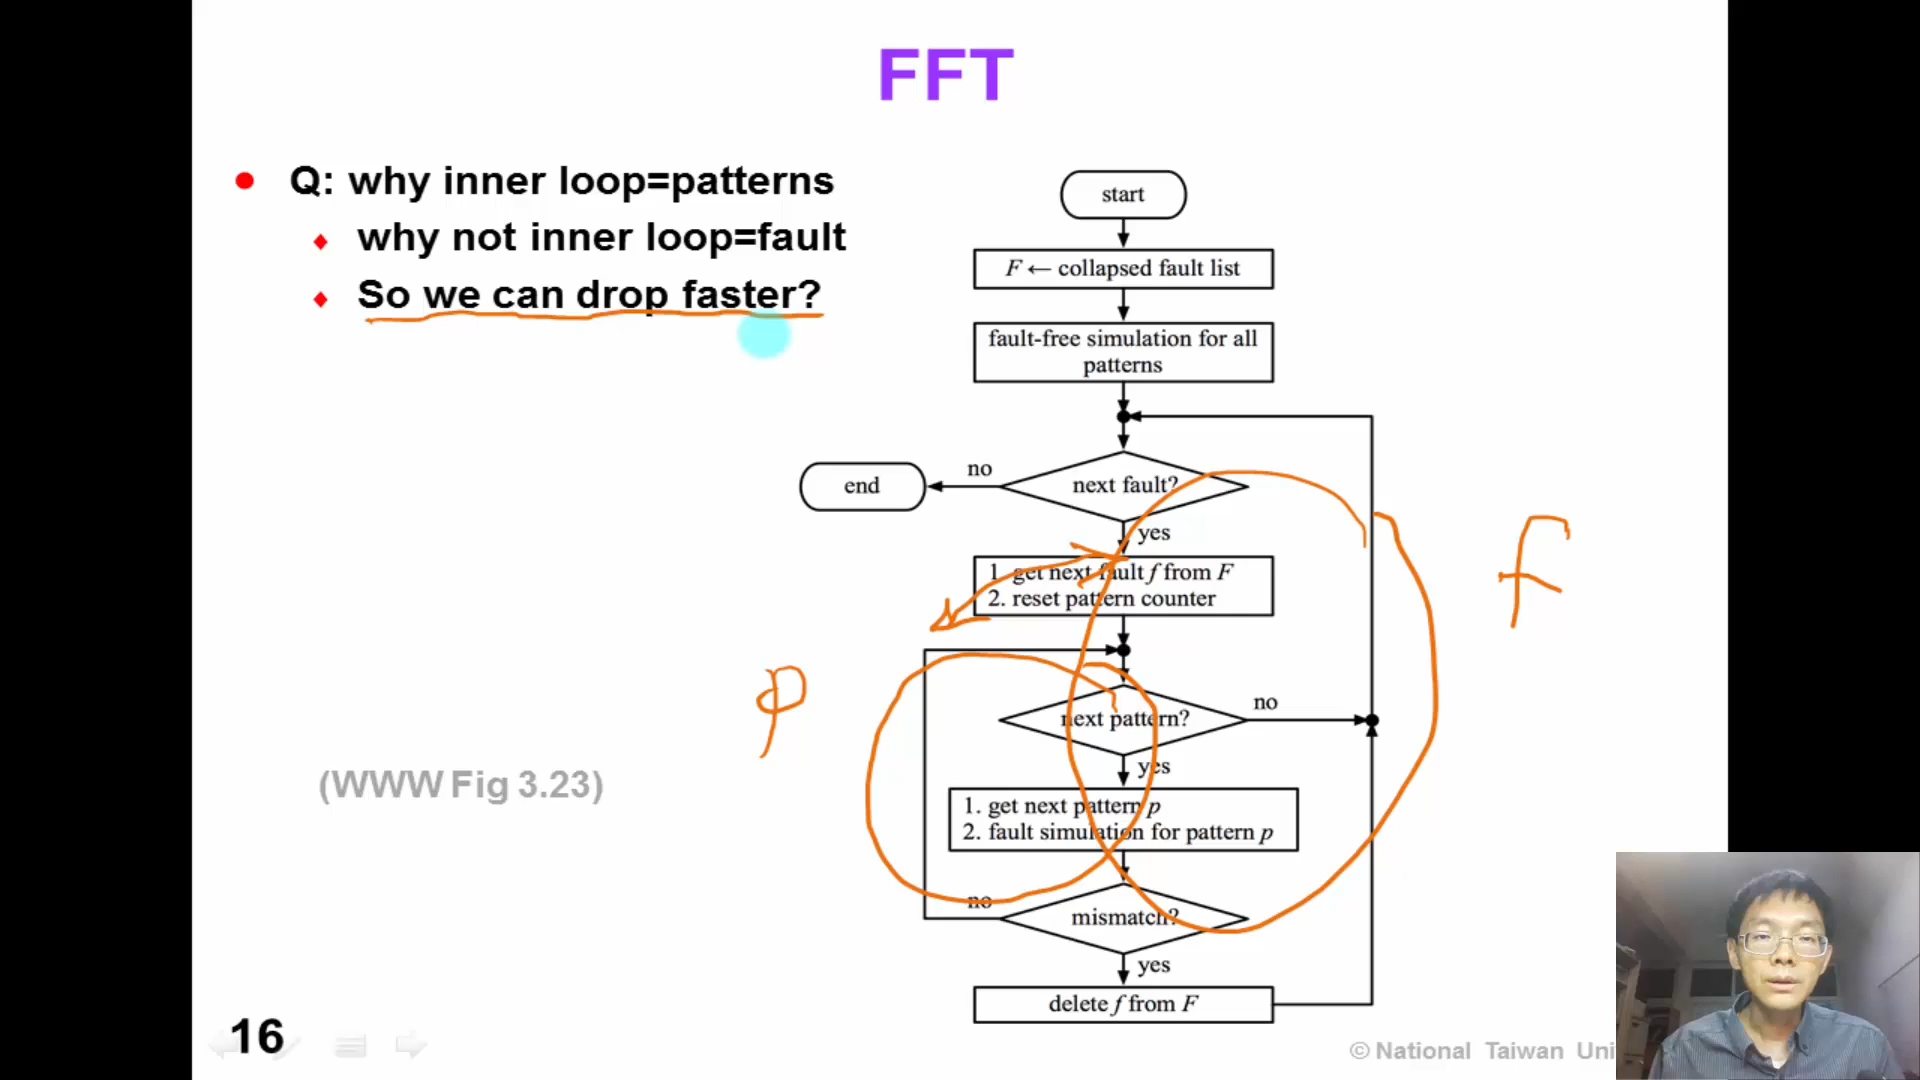 FFT
Q: why inner loop=patterns
why not inner loop=fault
So we can drop faster?
(WWW Fig 3.23)
start
F ← collapsed fault list
fault-free simulation for all
patterns
next fault?
no
end
yes
1. get next fault f from F
2. reset pattern counter
next pattern?
no
yes
1. get next pattern p
2. fault simulation for pattern p
mismatch?
no
yes
delete f from F
P
F
16
© National Taiwan Uni